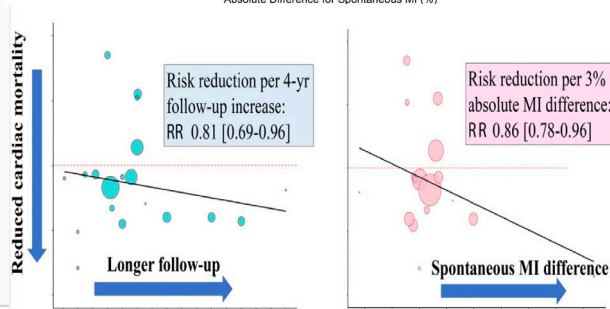 Absolute Difference for Spontaneous MI (%)
Reduced cardiac mortality
Risk reduction per 4-yr
follow-up increase:
RR 0.81 [0.69-0.96]
Longer follow-up
Risk reduction per 3%
absolute MI difference:
RR 0.86 [0.78-0.96]
Spontaneous MI difference